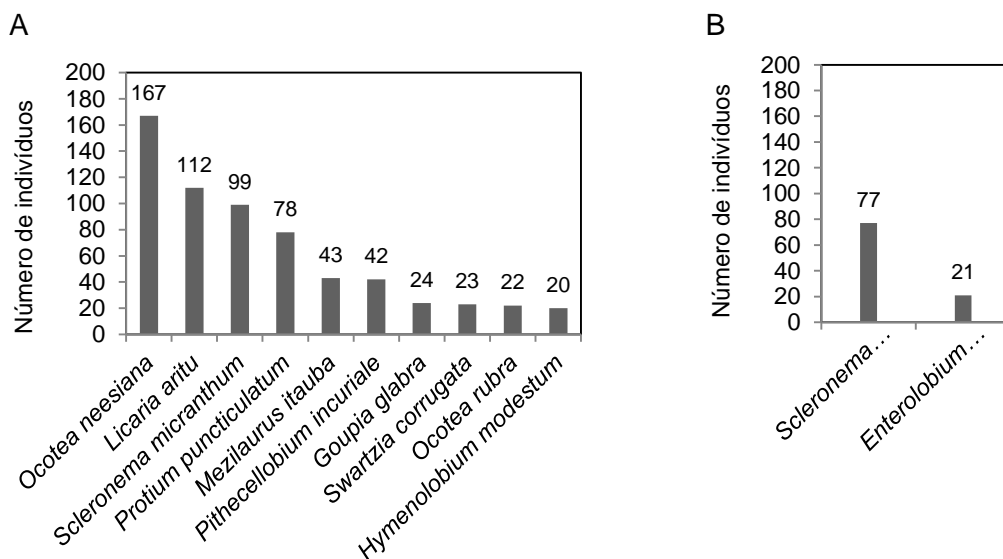 A
Número de indivíduos
200
180
160
140
120
100
80
60
40
20
0
167
112
99
78
43
42
24
23
22
20
Ocotea neesiana
Licaria aritu
Scleronema micranthum
Protium puncticulatum
Mezilaurus itauba
Pithecellobium incuriale
Goupia glabra
Swartzia corrugata
Ocotea rubra
Hymenolobium modestum
B
Número de indivíduos
200
180
160
140
120
100
80
60
40
20
0
77
21
Scleronema…
Enterolobium…